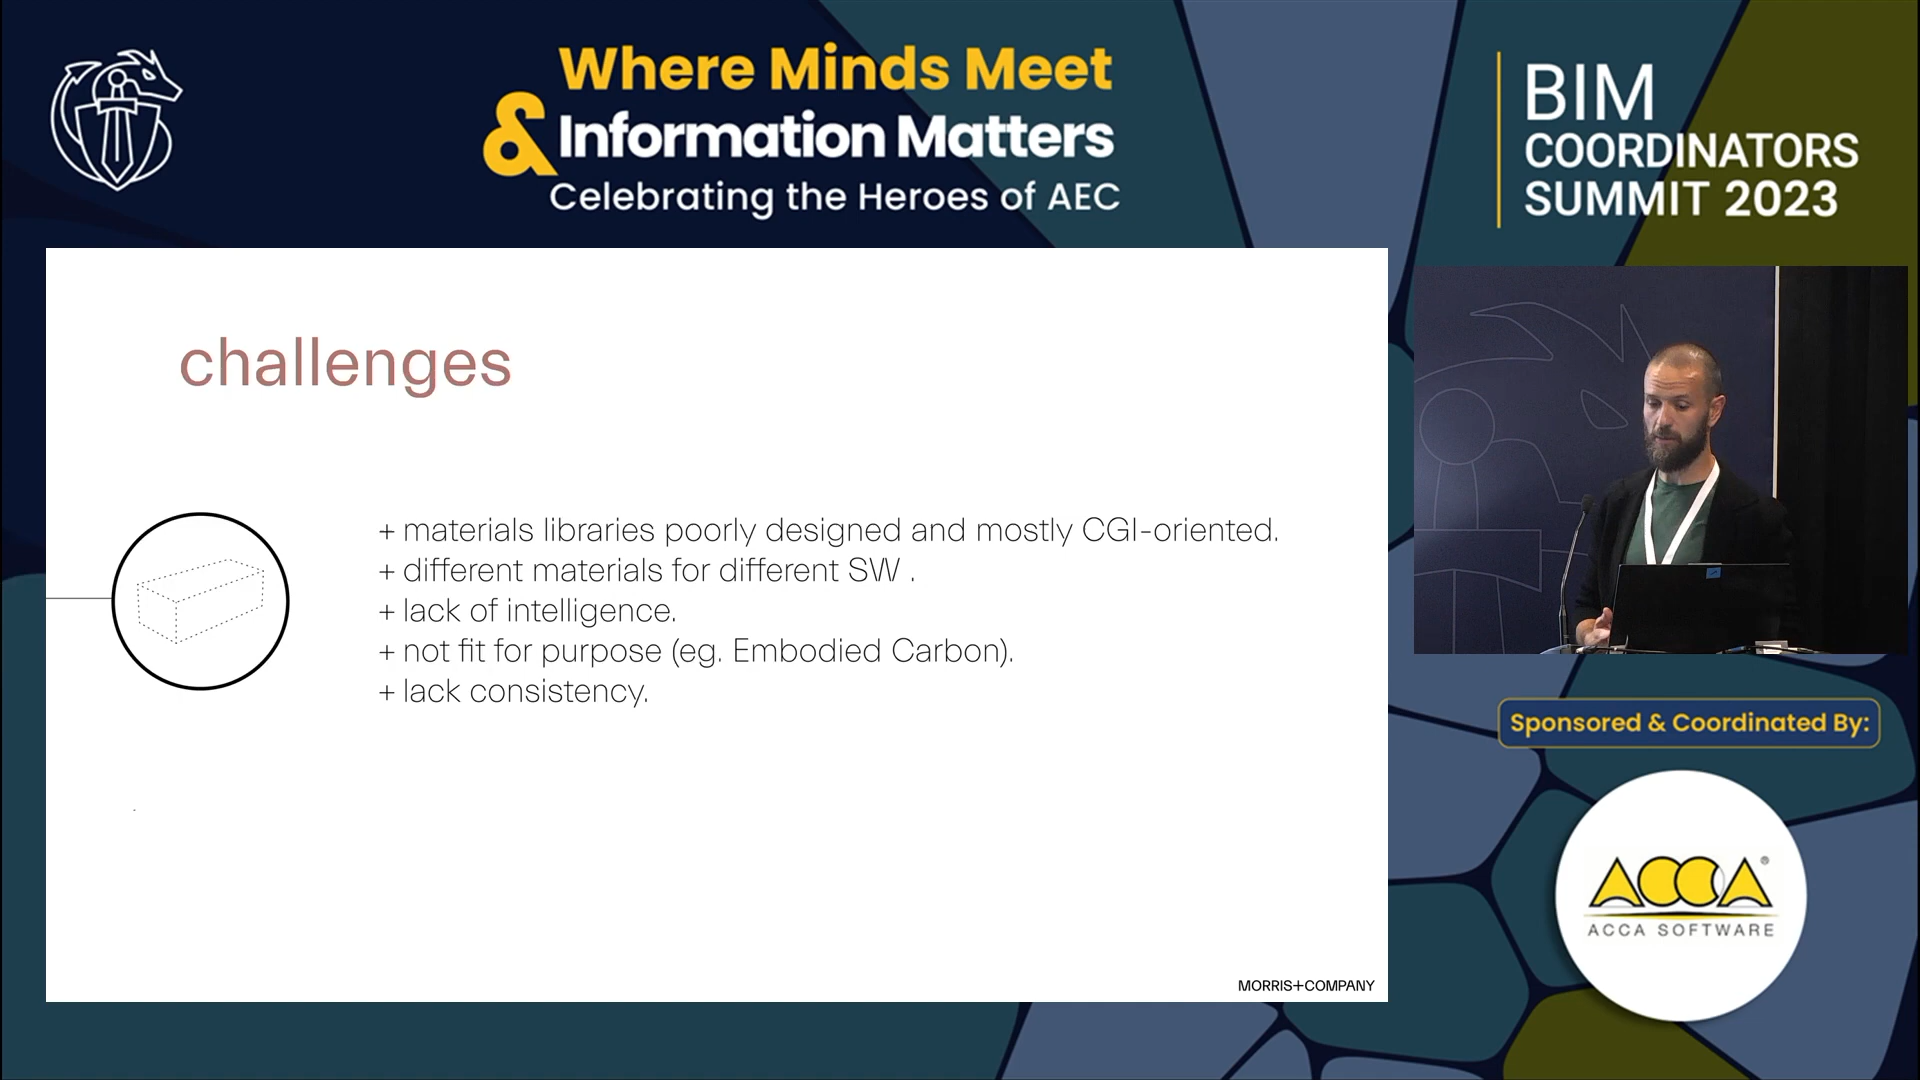 Where Minds Meet
& Information Matters
Celebrating the Heroes of AEC
BIM
COORDINATORS
SUMMIT 2023
challenges
+ materials libraries poorly designed and mostly CGI-oriented.
+ different materials for different SW .
+ lack of intelligence.
+ not fit for purpose (eg. Embodied Carbon).
+ lack consistency.
MORRIS+COMPANY
Sponsored & Coordinated By:
ACCA®
ACCA SOFTWARE